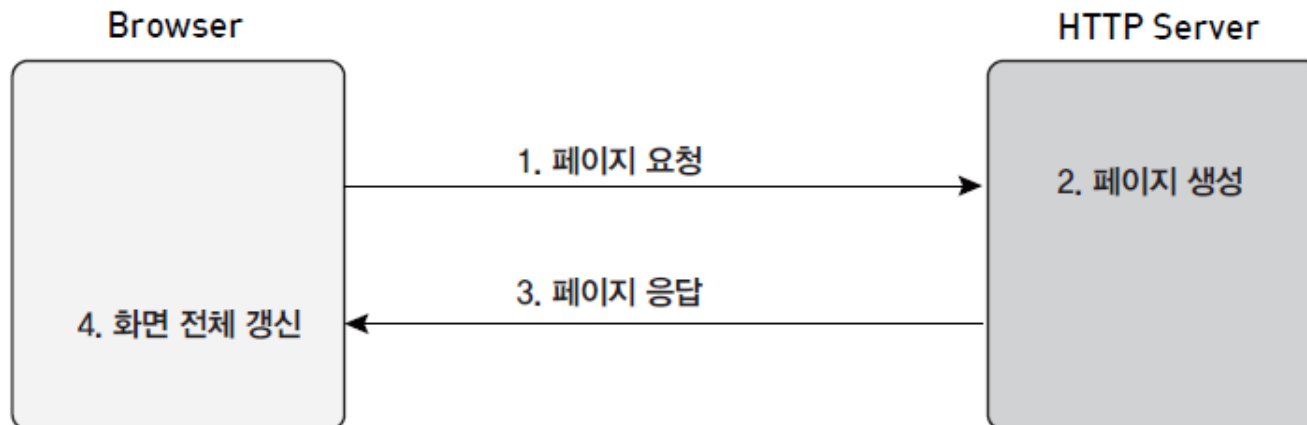 Browser
HTTP Server
1. 페이지 요청
2. 페이지 생성
3. 페이지 응답
4. 화면 전체 갱신